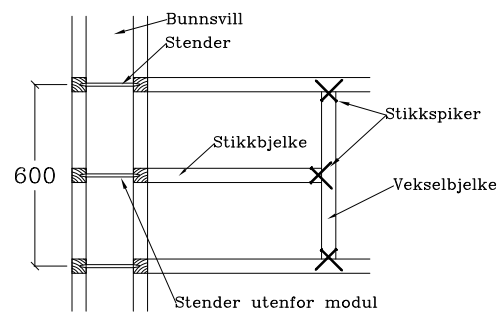 Bunnsvill
Stender
Stikkspiker
Stikkbjelke
600
Vekselbjelke
Stender utenfor modul